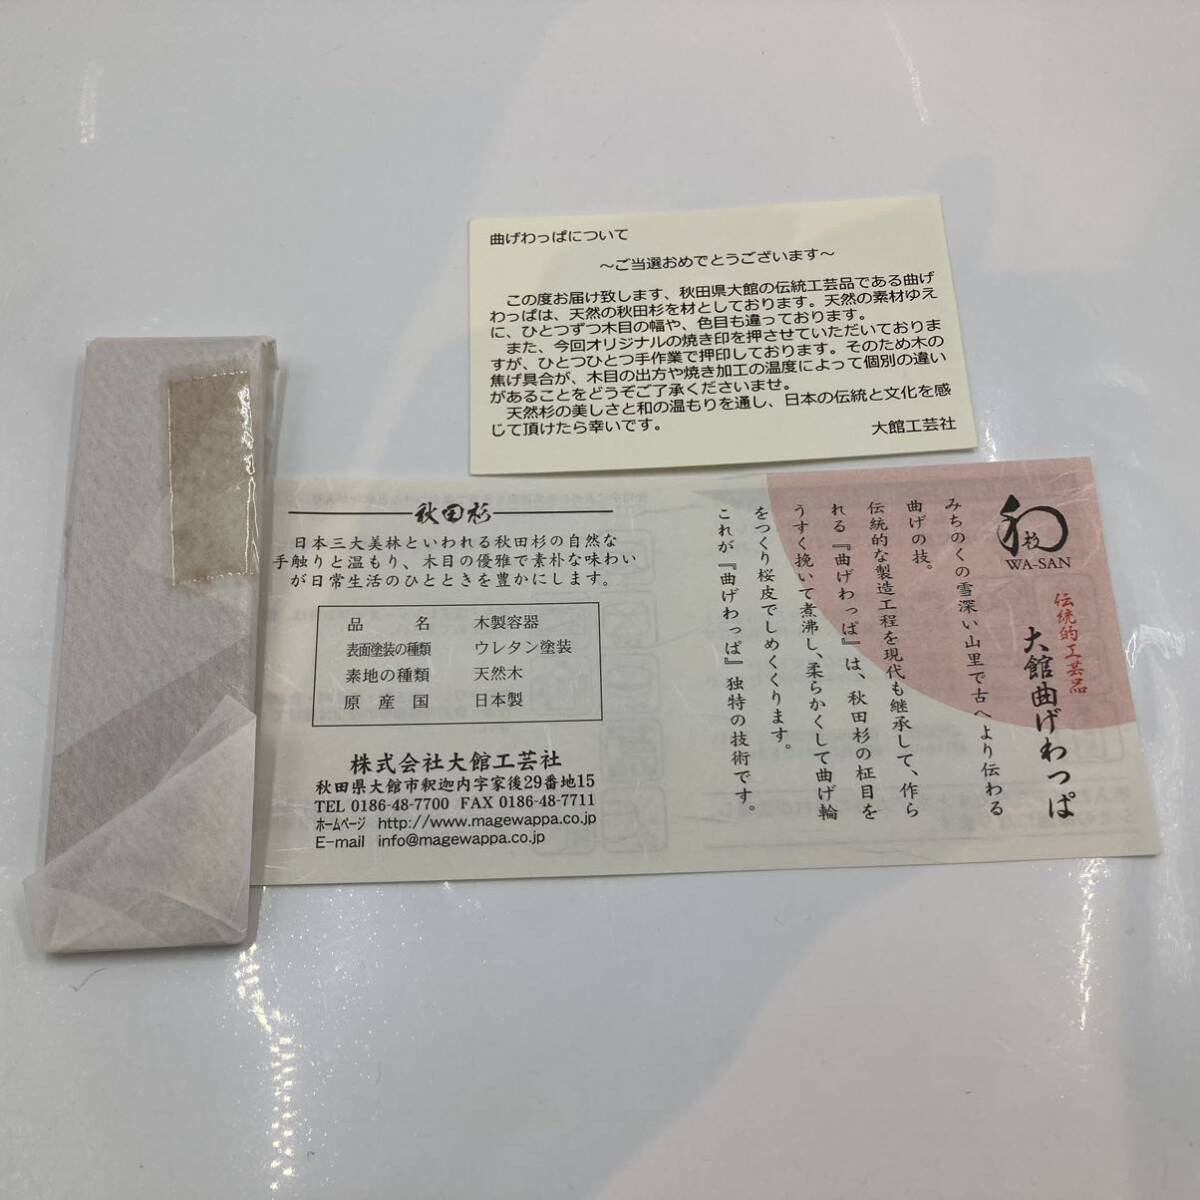 曲げわっぱについて
～ご当選おめでとうございます～
この度お届け致します、秋田県大館の伝統工芸品である曲げ
わっぱは、天然の秋田杉を材としております。天然の素材ゆえ
に、ひとつずつ木目の幅や、色目も違っております。
また、今回オリジナルの焼き印を押させていただいておりま
すが、ひとつひとつ手作業で押印しております。そのため木の
焦げ具合が、木目の出方や焼き加工の温度によって個別の違い
があることをどうぞご了承くださいませ。
天然杉の美しさと和の温もりを通し、日本の伝統と文化を感
じて頂けたら幸いです。
大館工芸社
和技
WA-SAN
伝統的工芸品
大館曲げわっぱ
みちのくの雪深い山里で古へより伝わる
曲げの技。
伝統的な製造工程を現代も継承して、作ら
れる『曲げわっぱ』は、秋田杉の柾目を
うすく挽いて煮沸し、柔らかくして曲げ輪
をつくり桜皮でしめくくります。
これが『曲げわっぱ』独特の技術です。
秋田杉
日本三大美林といわれる秋田杉の自然な
手触りと温もり、木目の優雅で素朴な味わい
が日常生活のひとときを豊かにします。
品名 木製容器
表面塗装の種類 ウレタン塗装
素地の種類 天然木
原産国 日本製
株式会社大館工芸社
秋田県大館市釈迦内字家後29番地15
TEL 0186-48-7700 FAX 0186-48-7711
ホームページ http://www.magewappa.co.jp
E-mail info@magewappa.co.jp